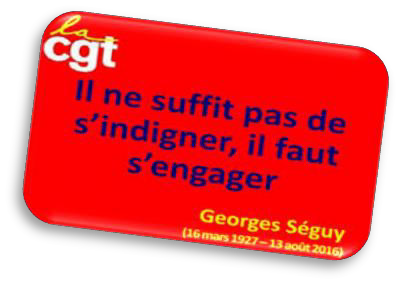 la
cgt
Il ne suffit pas de
s'indigner, il faut
s'engager
Georges Séguy
(16 mars 1927 – 13 août 2016)